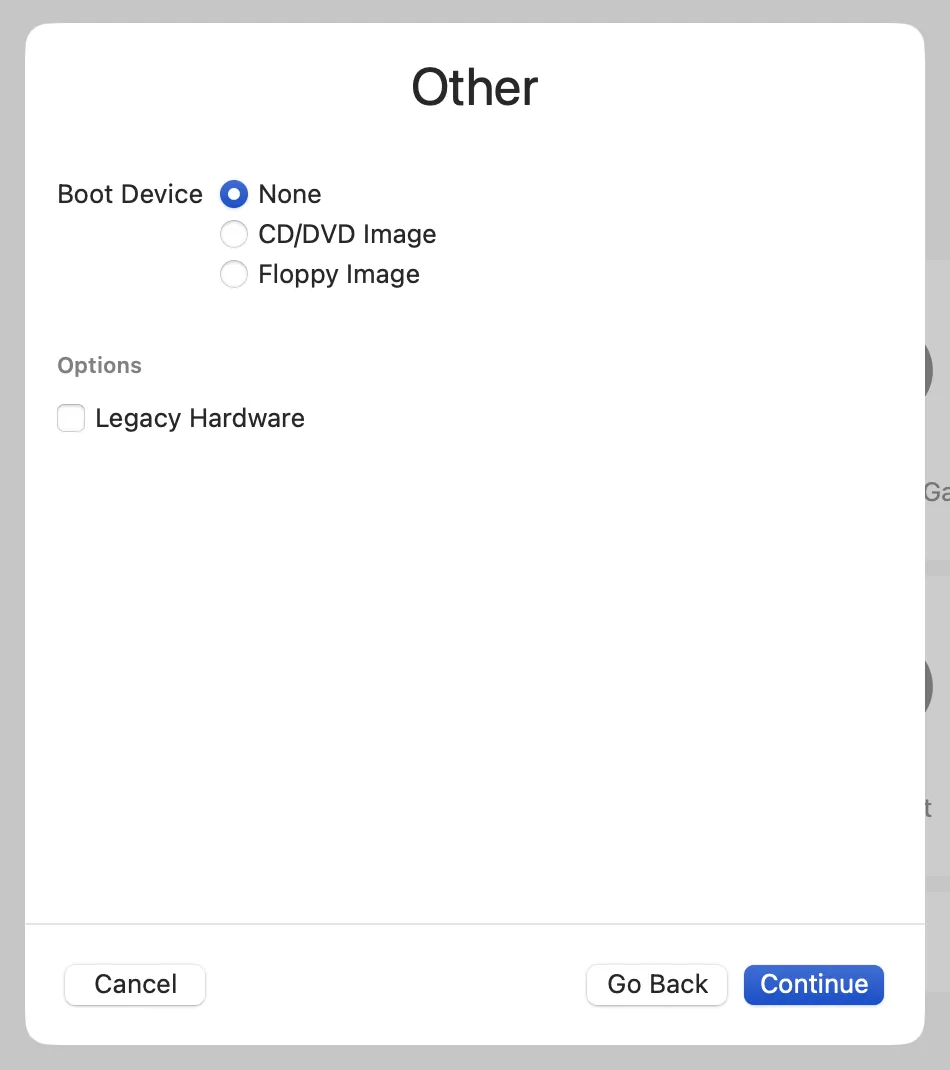 Other
Boot Device None
CD/DVD Image
Floppy Image
Options
Legacy Hardware
Ga
t
Cancel Go Back Continue